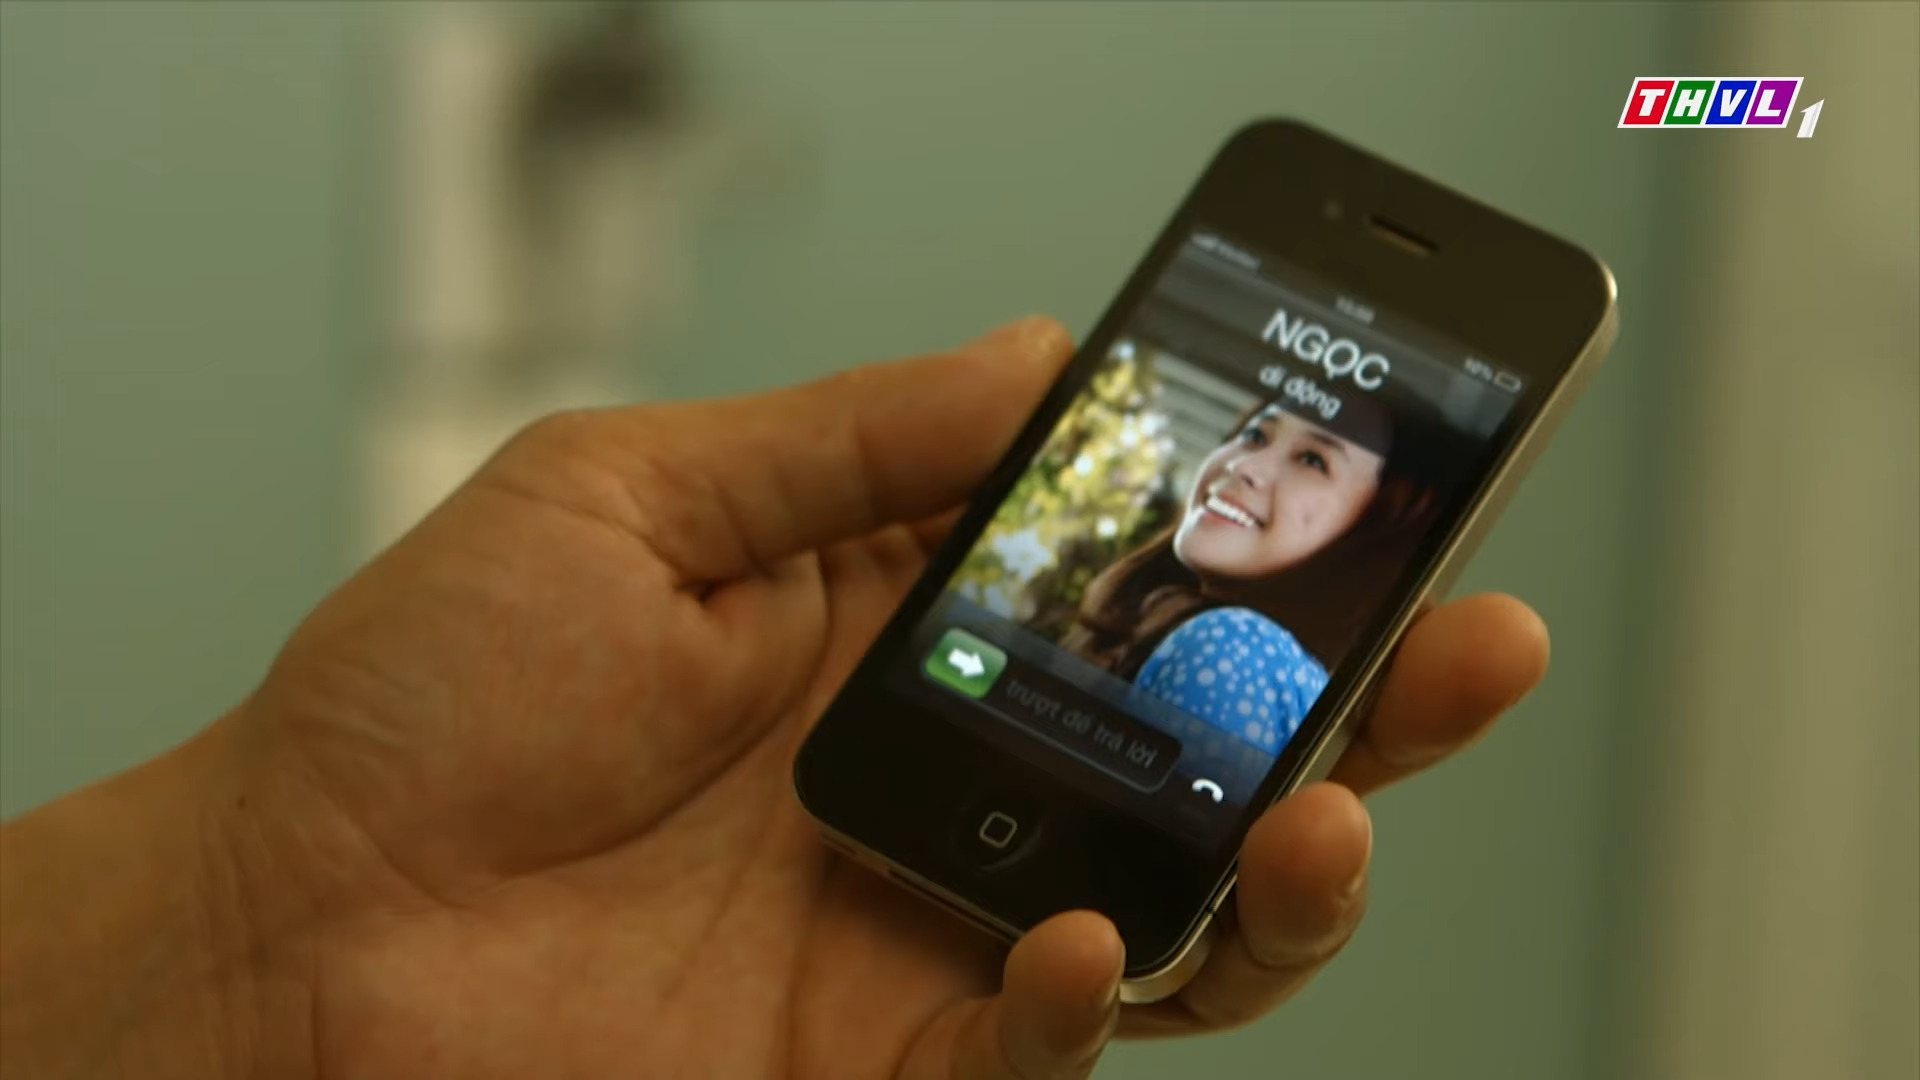 THVL1
NGỌC
di động
trượt để trả lời